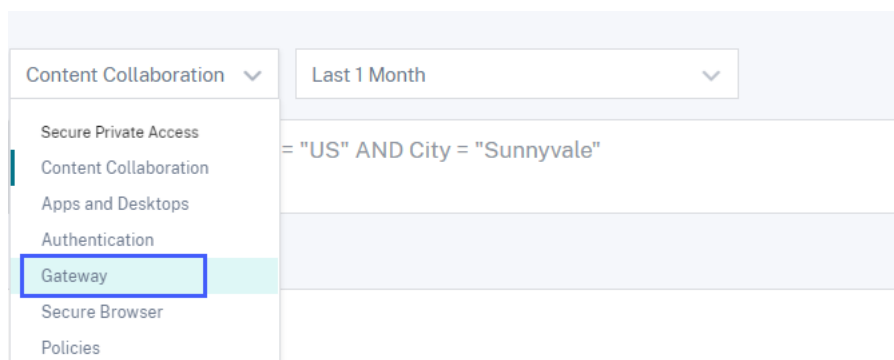 Content Collaboration Last 1 Month
Secure Private Access
= "US" AND City = "Sunnyvale"
Content Collaboration
Apps and Desktops
Authentication
Gateway
Secure Browser
Policies